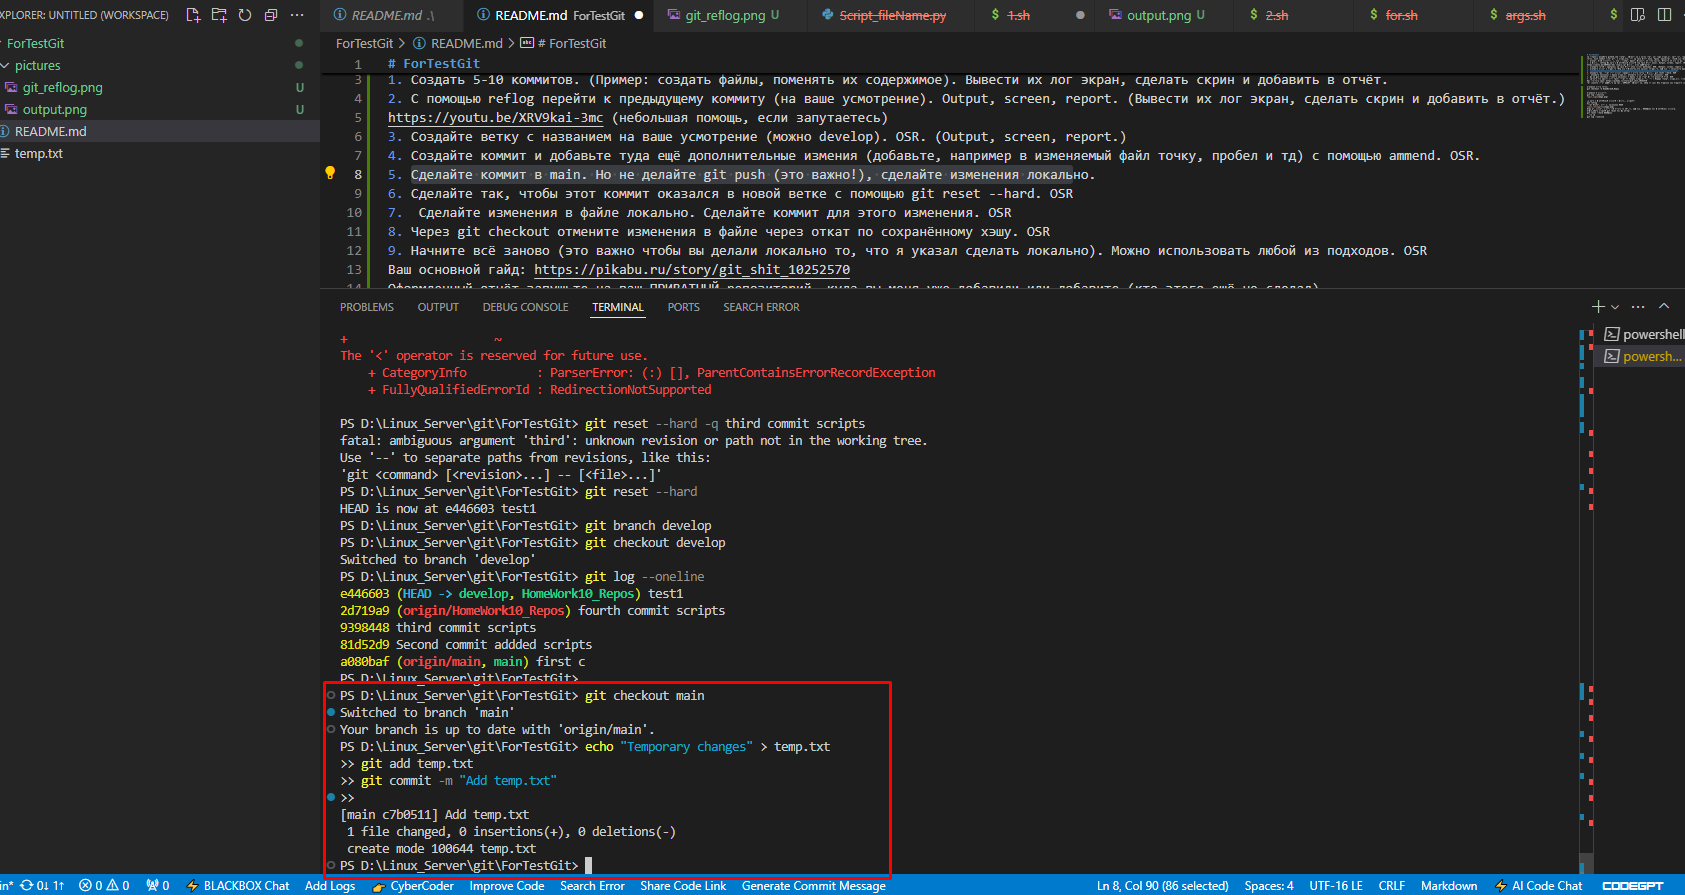 XPLORER: UNTITLED (WORKSPACE)
ForTestGit
pictures
git_reflog.png U
output.png U
README.md
temp.txt
README.md .\ README.md ForTestGit git_reflog.png U Script_fileName.py 1.sh output.png U 2.sh for.sh args.sh
ForTestGit > README.md > # ForTestGit
1 # ForTestGit
3 1. Создать 5-10 коммитов. (Пример: создать файлы, поменять их содержимое). Вывести их лог экран, сделать скрин и добавить в отчёт.
4 2. С помощью reflog перейти к предыдущему коммиту (на ваше усмотрение). Output, screen, report. (Вывести их лог экран, сделать скрин и добавить в отчёт.)
5 https://youtu.be/XRV9kai-3mc (небольшая помощь, если запутаетесь)
6 3. Создайте ветку с названием на ваше усмотрение (можно develop). OSR. (Output, screen, report.)
7 4. Создайте коммит и добавьте туда ещё дополнительные измения (добавьте, например в изменяемый файл точку, пробел и тд) с помощью ammend. OSR.
8 5. Сделайте коммит в main. Но не делайте git push (это важно!), сделайте изменения локально.
9 6. Сделайте так, чтобы этот коммит оказался в новой ветке с помощью git reset --hard. OSR
10 7. Сделайте изменения в файле локально. Сделайте коммит для этого изменения. OSR
11 8. Через git checkout отмените изменения в файле через откат по сохранённому хэшу. OSR
12 9. Начните всё заново (это важно чтобы вы делали локально то, что я указал сделать локально). Можно использовать любой из подходов. OSR
13 Ваш основной гайд: https://pikabu.ru/story/git_shit_10252570
PROBLEMS OUTPUT DEBUG CONSOLE TERMINAL PORTS SEARCH ERROR
powershell
powersh...
+ ~
The '<' operator is reserved for future use.
+ CategoryInfo : ParserError: (:) [], ParentContainsErrorRecordException
+ FullyQualifiedErrorId : RedirectionNotSupported
PS D:\Linux_Server\git\ForTestGit> git reset --hard -q third commit scripts
fatal: ambiguous argument 'third': unknown revision or path not in the working tree.
Use '--' to separate paths from revisions, like this:
'git <command> [<revision>...] -- [<file>...]'
PS D:\Linux_Server\git\ForTestGit> git reset --hard
HEAD is now at e446603 test1
PS D:\Linux_Server\git\ForTestGit> git branch develop
PS D:\Linux_Server\git\ForTestGit> git checkout develop
Switched to branch 'develop'
PS D:\Linux_Server\git\ForTestGit> git log --oneline
e446603 (HEAD -> develop, HomeWork10_Repos) test1
2d719a9 (origin/HomeWork10_Repos) fourth commit scripts
9398448 third commit scripts
81d52d9 Second commit addded scripts
a080baf (origin/main, main) first c
PS D:\Linux_Server\git\ForTestGit>
PS D:\Linux_Server\git\ForTestGit> git checkout main
Switched to branch 'main'
Your branch is up to date with 'origin/main'.
PS D:\Linux_Server\git\ForTestGit> echo "Temporary changes" > temp.txt
>> git add temp.txt
>> git commit -m "Add temp.txt"
>>
[main c7b0511] Add temp.txt
1 file changed, 0 insertions(+), 0 deletions(-)
create mode 100644 temp.txt
PS D:\Linux_Server\git\ForTestGit>
in* 0↓ 1↑ 0 0 0 BLACKBOX Chat Add Logs CyberCoder Improve Code Search Error Share Code Link Generate Commit Message Ln 8, Col 90 (86 selected) Spaces: 4 UTF-16 LE CRLF Markdown AI Code Chat CODEGPT